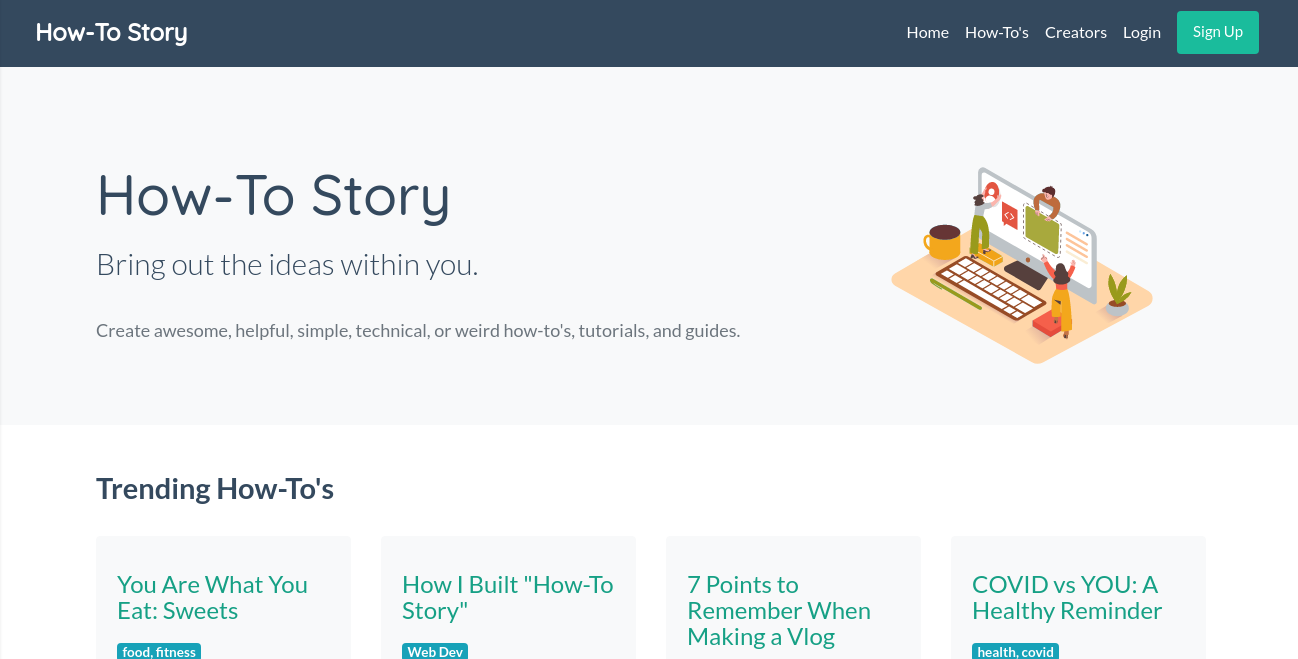 How-To Story
Home How-To's Creators Login Sign Up
How-To Story
Bring out the ideas within you.
Create awesome, helpful, simple, technical, or weird how-to's, tutorials, and guides.
Trending How-To's
You Are What You
Eat: Sweets
food, fitness
How I Built "How-To
Story"
Web Dev
7 Points to
Remember When
Making a Vlog
COVID vs YOU: A
Healthy Reminder
health, covid